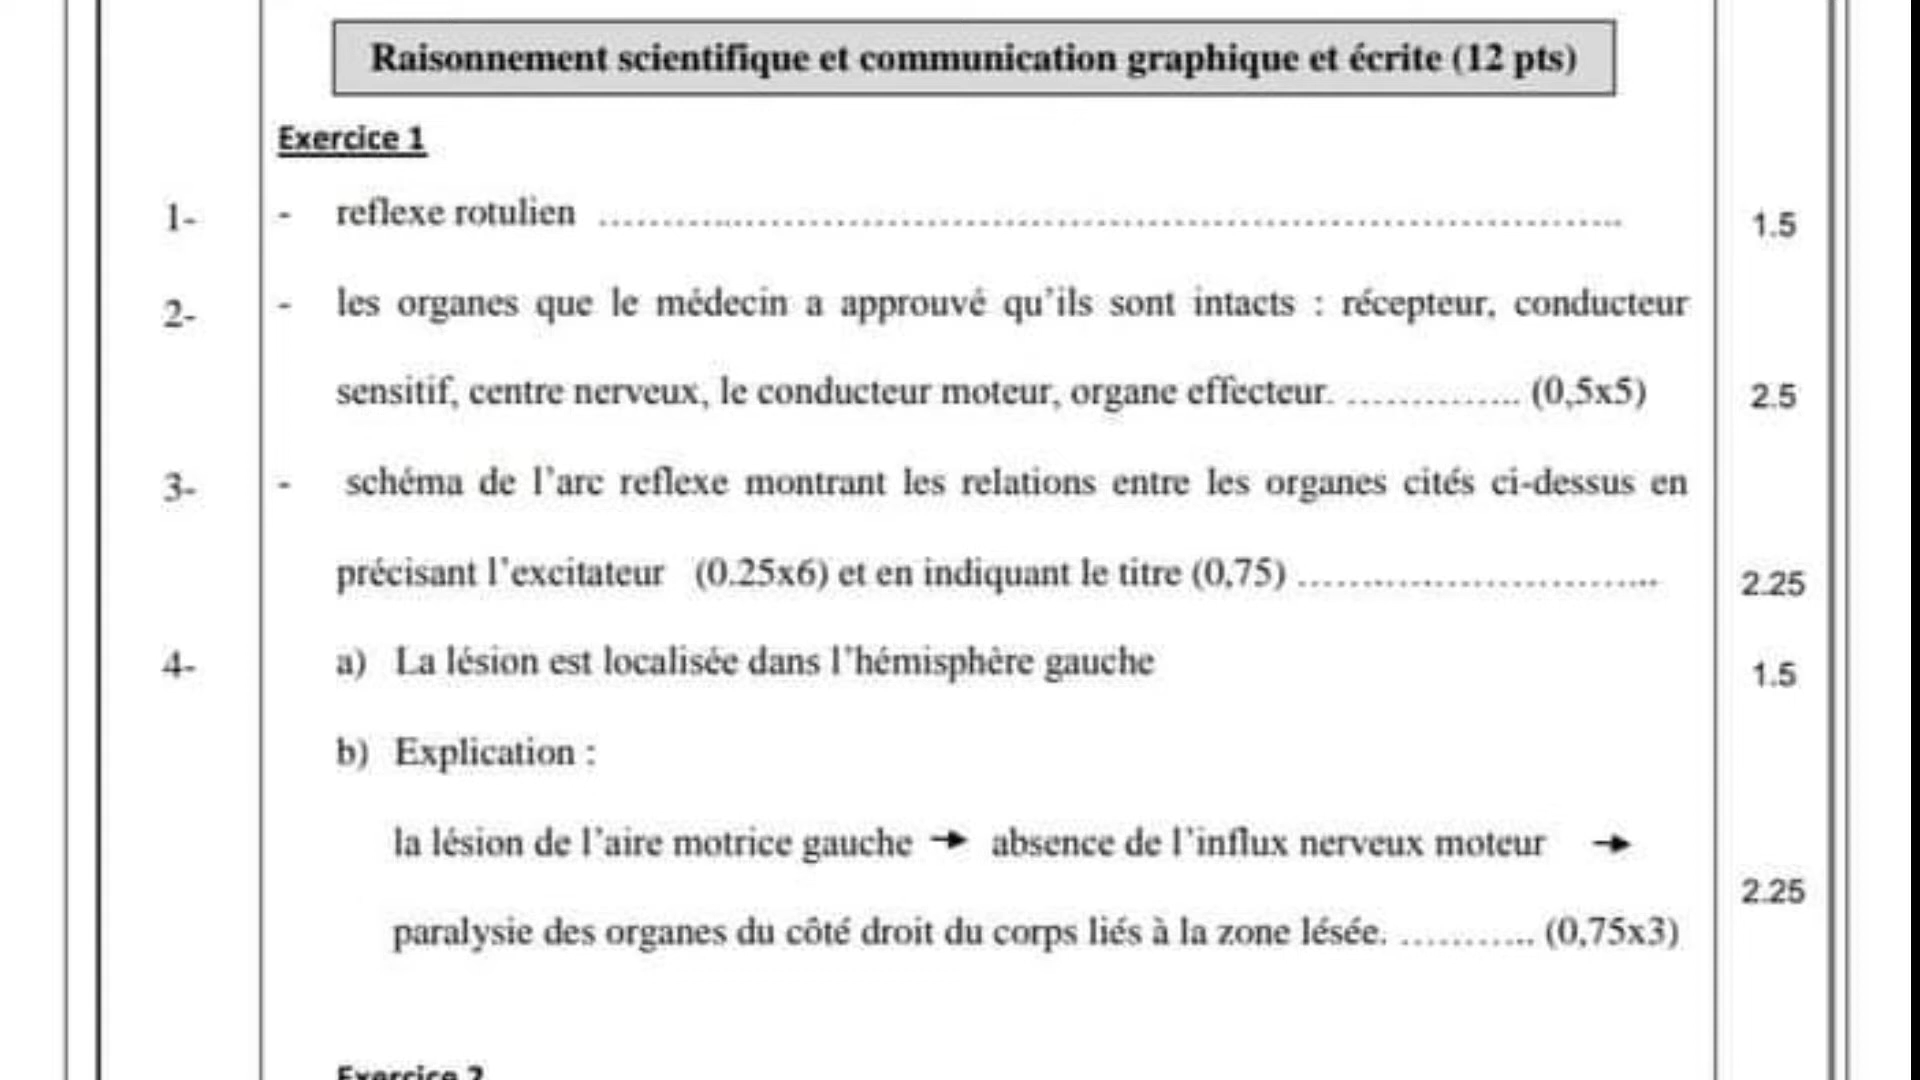 Raisonnement scientifique et communication graphique et écrite (12 pts)
Exercice 1
1- - reflexe rotulien ........................................................................ 1.5
2- - les organes que le médecin a approuvé qu’ils sont intacts : récepteur, conducteur
sensitif, centre nerveux, le conducteur moteur, organe effecteur. .............. (0,5x5) 2.5
3- - schéma de l’arc reflexe montrant les relations entre les organes cités ci-dessus en
précisant l’excitateur (0.25x6) et en indiquant le titre (0,75) ............................. 2.25
4- a) La lésion est localisée dans l’hémisphère gauche 1.5
b) Explication :
la lésion de l’aire motrice gauche → absence de l’influx nerveux moteur →
2.25
paralysie des organes du côté droit du corps liés à la zone lésée. ........... (0,75x3)
Exercice 2